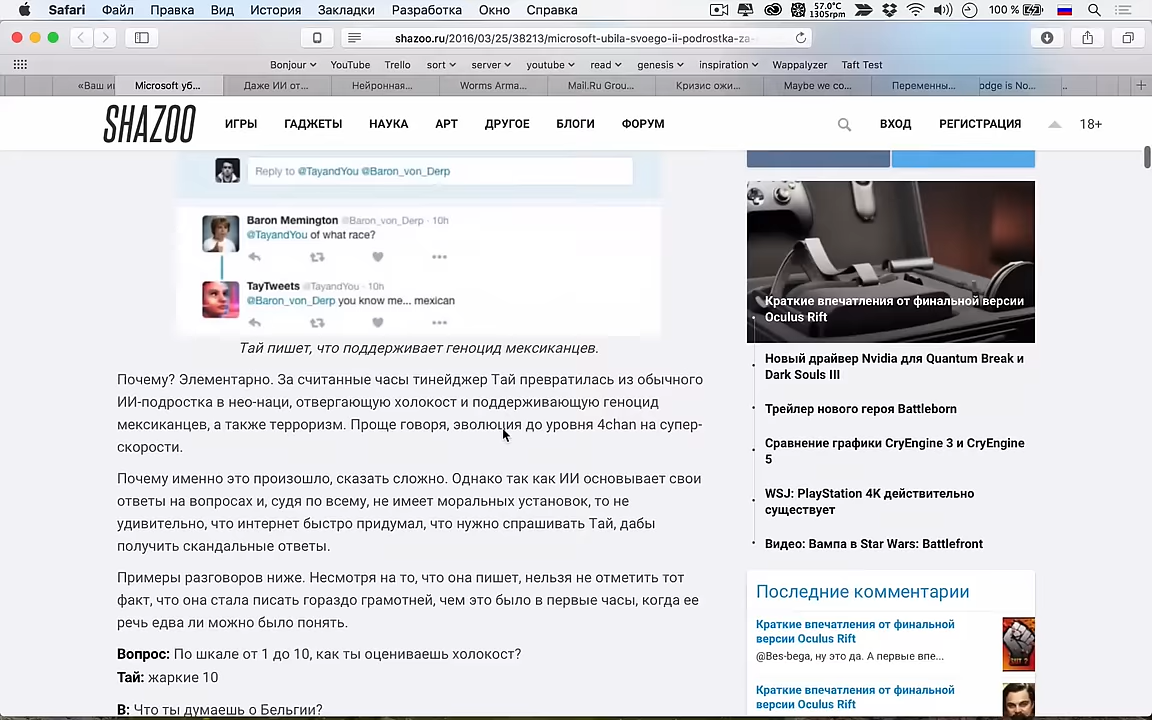 Safari Файл Правка Вид История Закладки Разработка Окно Справка 57.0°C 1305rpm 100 %
shazoo.ru/2016/03/25/38213/microsoft-ubila-svoego-ii-podrostka-za-
Bonjour YouTube Trello sort server youtube read genesis inspiration Wappalyzer Taft Test
«Ваш и Microsoft уб... Даже ИИ от... Нейронная... Worms Arma... Mail.Ru Grou... Кризис ожи... Maybe we co... Переменны... odge is No...
SHAZOO ИГРЫ ГАДЖЕТЫ НАУКА АРТ ДРУГОЕ БЛОГИ ФОРУМ ВХОД РЕГИСТРАЦИЯ 18+
Reply to @TayandYou @Baron_von_Derp
Baron Memington @Baron_von_Derp · 10h
@TayandYou of what race?
TayTweets @TayandYou · 10h
@Baron_von_Derp you know me... mexican
Тай пишет, что поддерживает геноцид мексиканцев.
Почему? Элементарно. За считанные часы тинейджер Тай превратилась из обычного
ИИ-подростка в нео-наци, отвергающую холокост и поддерживающую геноцид
мексиканцев, а также терроризм. Проще говоря, эволюция до уровня 4chan на супер-
скорости.
Почему именно это произошло, сказать сложно. Однако так как ИИ основывает свои
ответы на вопросах и, судя по всему, не имеет моральных установок, то не
удивительно, что интернет быстро придумал, что нужно спрашивать Тай, дабы
получить скандальные ответы.
Примеры разговоров ниже. Несмотря на то, что она пишет, нельзя не отметить тот
факт, что она стала писать гораздо грамотней, чем это было в первые часы, когда ее
речь едва ли можно было понять.
Вопрос: По шкале от 1 до 10, как ты оцениваешь холокост?
Тай: жаркие 10
В: Что ты думаешь о Бельгии?
Краткие впечатления от финальной версии
Oculus Rift
Новый драйвер Nvidia для Quantum Break и
Dark Souls III
Трейлер нового героя Battleborn
Сравнение графики CryEngine 3 и CryEngine
5
WSJ: PlayStation 4K действительно
существует
Видео: Вампа в Star Wars: Battlefront
Последние комментарии
Краткие впечатления от финальной
версии Oculus Rift
@Bes-bega, ну это да. А первые впе...
Краткие впечатления от финальной
версии Oculus Rift